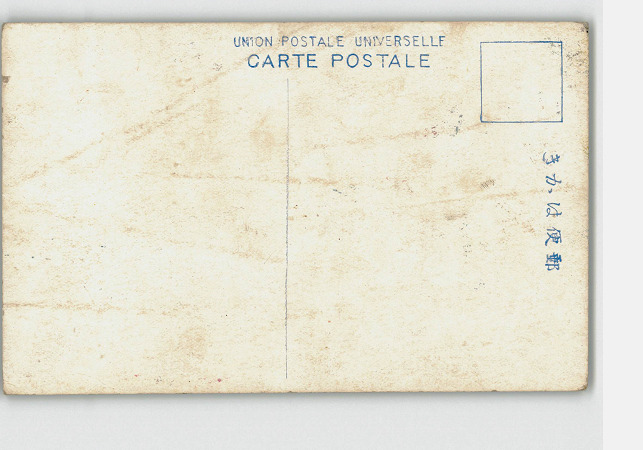 UNION POSTALE UNIVERSELLE
CARTE POSTALE
郵便はかき